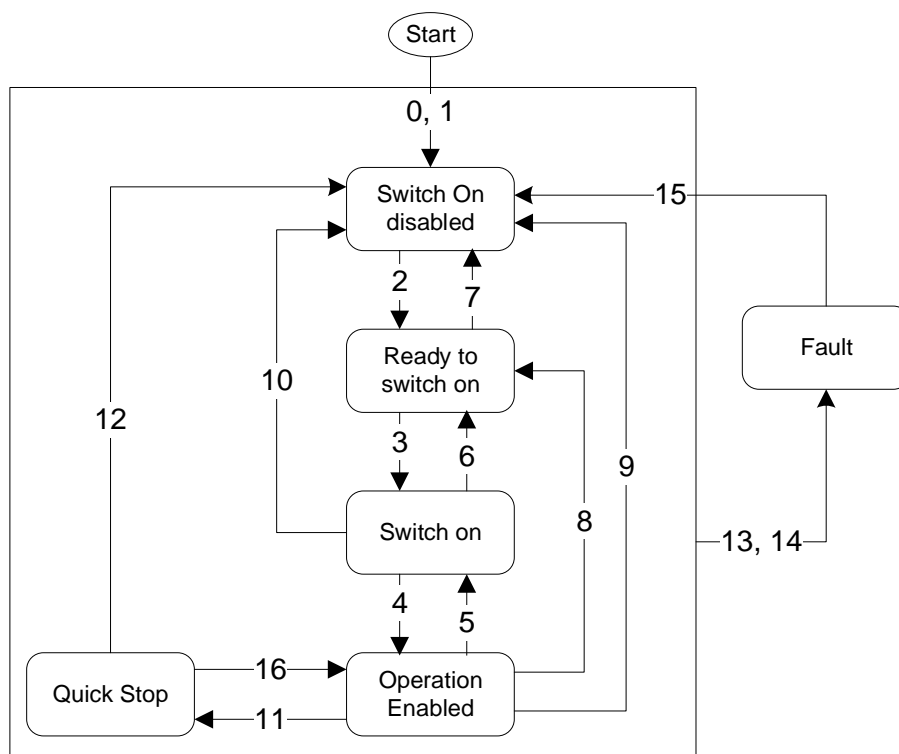 Start
0, 1
Switch On
disabled
15
2
7
Fault
Ready to
switch on
10
12
3
6
9
8
Switch on
13, 14
4
5
16
Quick Stop
Operation
Enabled
11